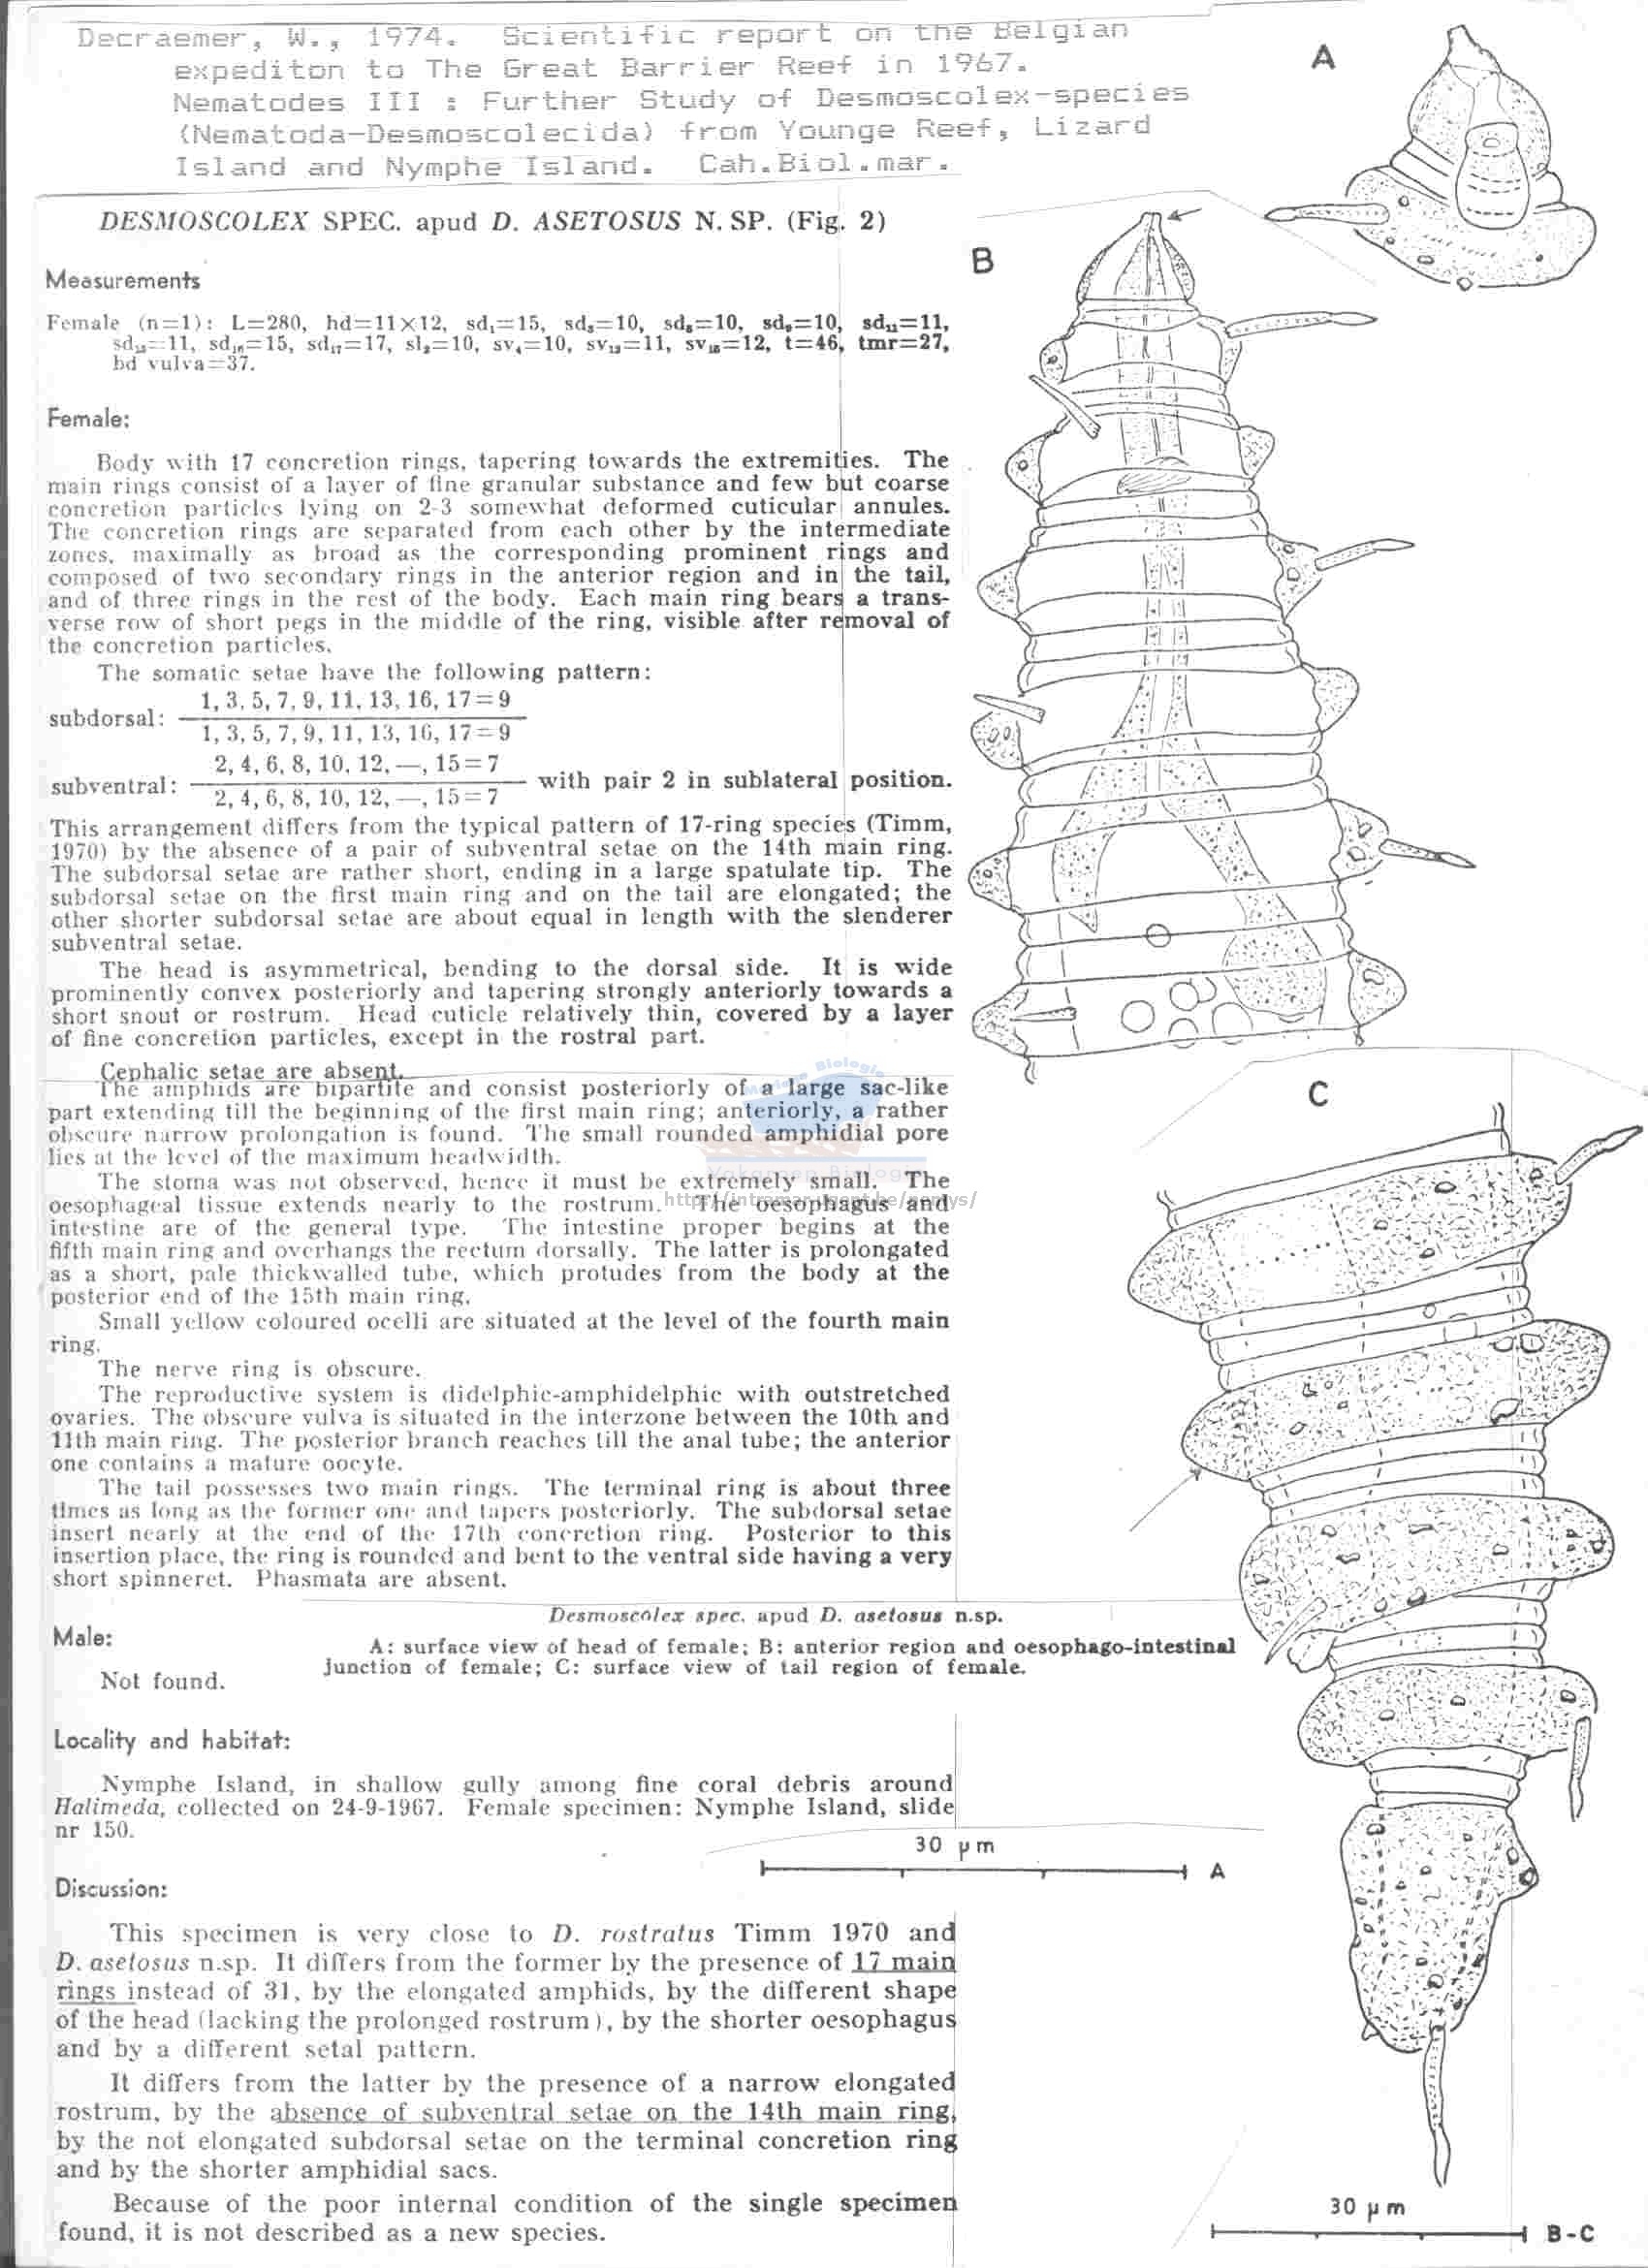 Decraemer, W., 1974. Scientific report on the Belgian
expediton to The Great Barrier Reef in 1967.
Nematodes III : Further Study of Desmoscolex-species
(Nematoda-Desmoscolecida) from Younge Reef, Lizard
Island and Nymphe Island. Cah.Biol.mar.
A
DESMOSCOLEX SPEC. apud D. ASETOSUS N. SP. (Fig. 2)
B
Measurements
Female (n=1): L=280, hd=11×12, sd₁=15, =10, =10, =10, sd₁₁=11,
sd₁₃=11, sd₁₆=15, sd₁₇=17, sl₂=10, sv₄=10, =11, =12, t=46, tmr=27,
bd vulva=37.
Female:
Body with 17 concretion rings, tapering towards the extremities. The
main rings consist of a layer of fine granular substance and few but coarse
concretion particles lying on 2-3 somewhat deformed cuticular annules.
The concretion rings are separated from each other by the intermediate
zones, maximally as broad as the corresponding prominent rings and
composed of two secondary rings in the anterior region and in the tail,
and of three rings in the rest of the body. Each main ring bears a trans-
verse row of short pegs in the middle of the ring, visible after removal of
the concretion particles.
The somatic setae have the following pattern:
1, 3, 5, 7, 9, 11, 13, 16, 17 = 9
subdorsal:
1, 3, 5, 7, 9, 11, 13, 16, 17 = 9
2, 4, 6, 8, 10, 12, —, 15 = 7
subventral: with pair 2 in sublateral position.
2, 4, 6, 8, 10, 12, —, 15 = 7
This arrangement differs from the typical pattern of 17-ring species (Timm,
1970) by the absence of a pair of subventral setae on the 14th main ring.
The subdorsal setae are rather short, ending in a large spatulate tip. The
subdorsal setae on the first main ring and on the tail are elongated; the
other shorter subdorsal setae are about equal in length with the slenderer
subventral setae.
The head is asymmetrical, bending to the dorsal side. It is wide
prominently convex posteriorly and tapering strongly anteriorly towards a
short snout or rostrum. Head cuticle relatively thin, covered by a layer
of fine concretion particles, except in the rostral part.
Cephalic setae are absent.
The amphids are bipartite and consist posteriorly of a large sac-like
part extending till the beginning of the first main ring; anteriorly, a rather
obscure narrow prolongation is found. The small rounded amphidial pore
lies at the level of the maximum headwidth.
The stoma was not observed, hence it must be extremely small. The
oesophageal tissue extends nearly to the rostrum. The oesophagus and
intestine are of the general type. The intestine proper begins at the
fifth main ring and overhangs the rectum dorsally. The latter is prolongated
as a short, pale thickwalled tube, which protudes from the body at the
posterior end of the 15th main ring.
Small yellow coloured ocelli are situated at the level of the fourth main
ring.
The nerve ring is obscure.
The reproductive system is didelphic-amphidelphic with outstretched
ovaries. The obscure vulva is situated in the interzone between the 10th and
11th main ring. The posterior branch reaches till the anal tube; the anterior
one contains a mature oocyte.
The tail possesses two main rings. The terminal ring is about three
times as long as the former one and tapers posteriorly. The subdorsal setae
insert nearly at the end of the 17th concretion ring. Posterior to this
insertion place, the ring is rounded and bent to the ventral side having a very
short spinneret. Phasmata are absent.
Marine Biologie
http://intramar.ugent.be/nemys/
C
Desmoscolex spec. apud D. asetosus n.sp.
A: surface view of head of female; B: anterior region and oesophago-intestinal
junction of female; C: surface view of tail region of female.
Male:
Not found.
Locality and habitat:
Nymphe Island, in shallow gully among fine coral debris around
Halimeda, collected on 24-9-1967. Female specimen: Nymphe Island, slide
nr 150.
30 µm
A
Discussion:
This specimen is very close to D. rostratus Timm 1970 and
D. asetosus n.sp. It differs from the former by the presence of 17 main
rings instead of 31, by the elongated amphids, by the different shape
of the head (lacking the prolonged rostrum), by the shorter oesophagus
and by a different setal pattern.
It differs from the latter by the presence of a narrow elongated
rostrum, by the absence of subventral setae on the 14th main ring,
by the not elongated subdorsal setae on the terminal concretion ring
and by the shorter amphidial sacs.
Because of the poor internal condition of the single specimen
found, it is not described as a new species.
30 µm
B-C